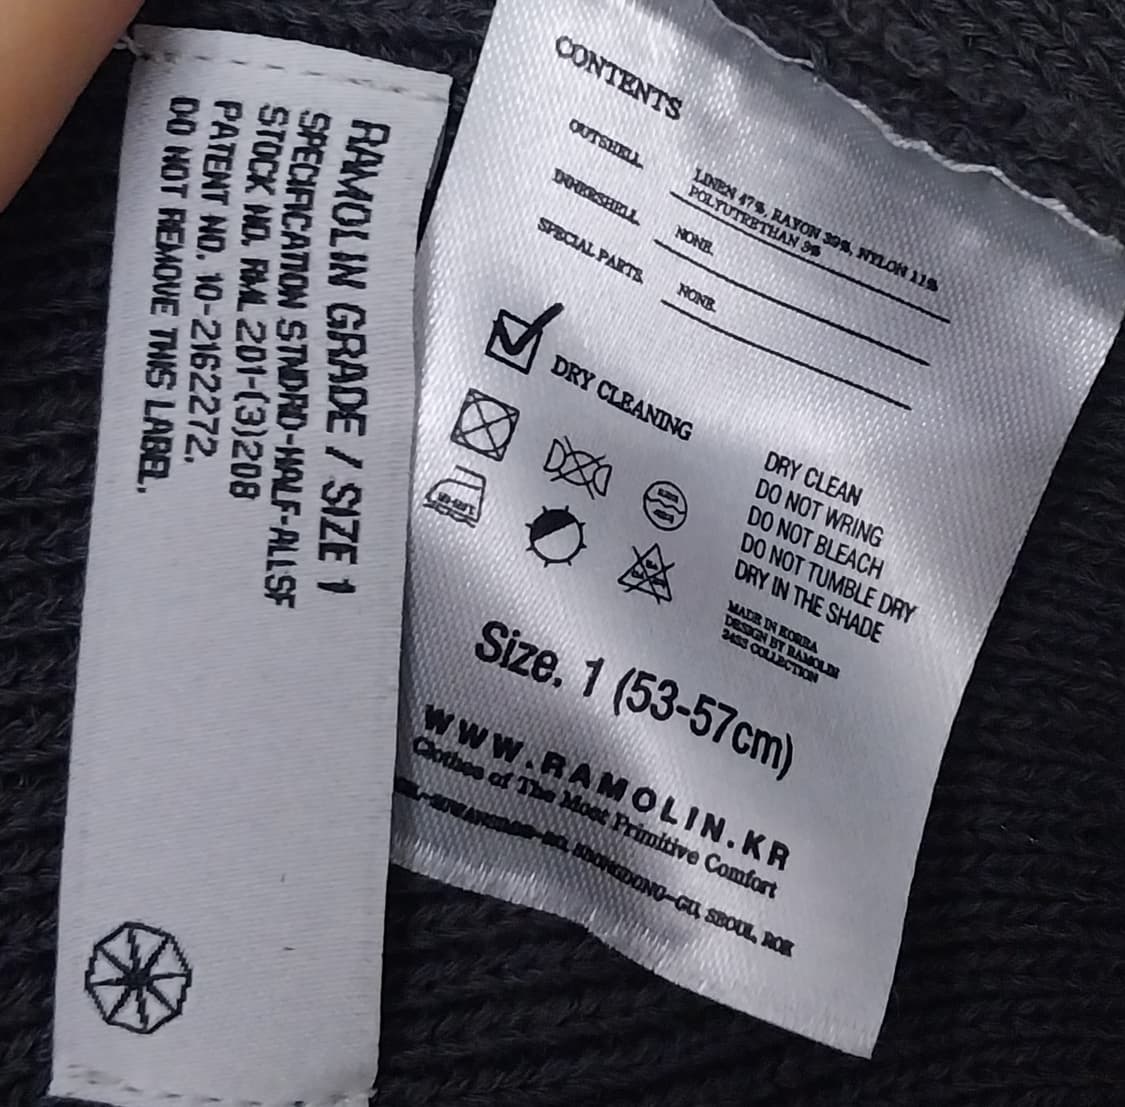 RAMOLIN GRADE / SIZE 1
SPECIFICATION STNDRD-HALF-ALLSF
STOCK NO. RML 201-(3)208
PATENT NO. 10-2162272.
DO NOT REMOVE THIS LABEL.
CONTENTS
OUTSHELL
LINEN 47%, RAYON 39%, NYLON 11%
POLYUTRETHAN 3%
INNERSHELL NONE
SPECIAL PARTS NONE
DRY CLEANING
DRY CLEAN
DO NOT WRING
DO NOT BLEACH
DO NOT TUMBLE DRY
DRY IN THE SHADE
MADE IN KOREA
DESIGN BY RAMOLIN
24SS COLLECTION
Size. 1 (53-57cm)
WWW.RAMOLIN.KR
Clothes of The Most Primitive Comfort
SEONGDONG-GU, SEOUL, ROK